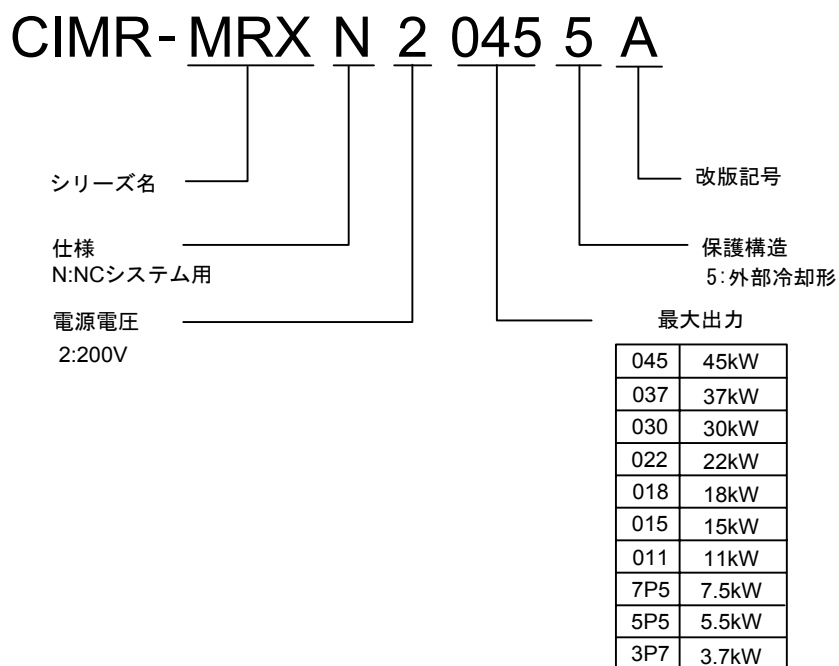 CIMR-MRX N 2 045 5 A
シリーズ名
改版記号
仕様
N:NCシステム用
保護構造
5:外部冷却形
電源電圧
2:200V
最大出力
045 45kW
037 37kW
030 30kW
022 22kW
018 18kW
015 15kW
011 11kW
7P5 7.5kW
5P5 5.5kW
3P7 3.7kW